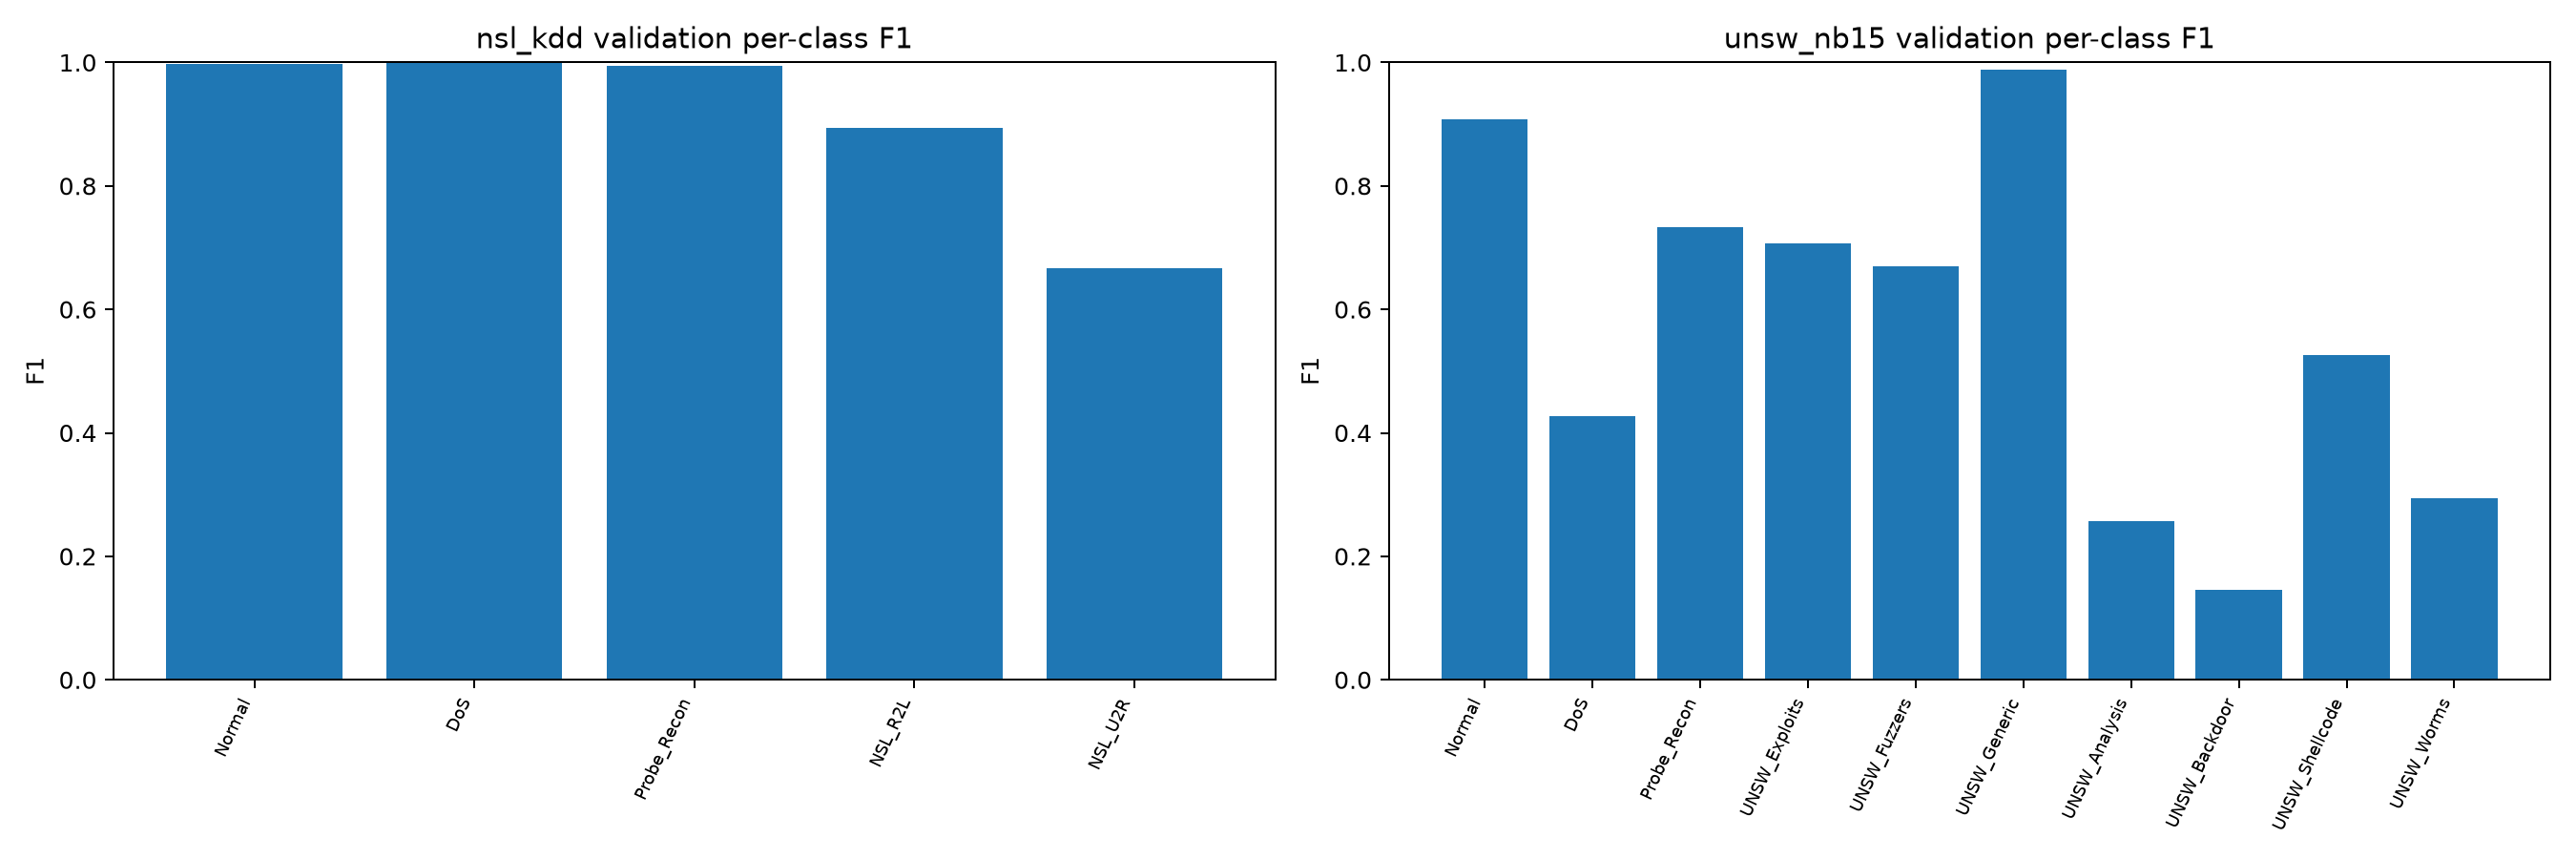 nsl_kdd validation per-class F1
F1
1.0
0.8
0.6
0.4
0.2
0.0
Normal
DoS
Probe_Recon
NSL_R2L
NSL_U2R
unsw_nb15 validation per-class F1
F1
1.0
0.8
0.6
0.4
0.2
0.0
Normal
DoS
Probe_Recon
UNSW_Exploits
UNSW_Fuzzers
UNSW_Generic
UNSW_Analysis
UNSW_Backdoor
UNSW_Shellcode
UNSW_Worms